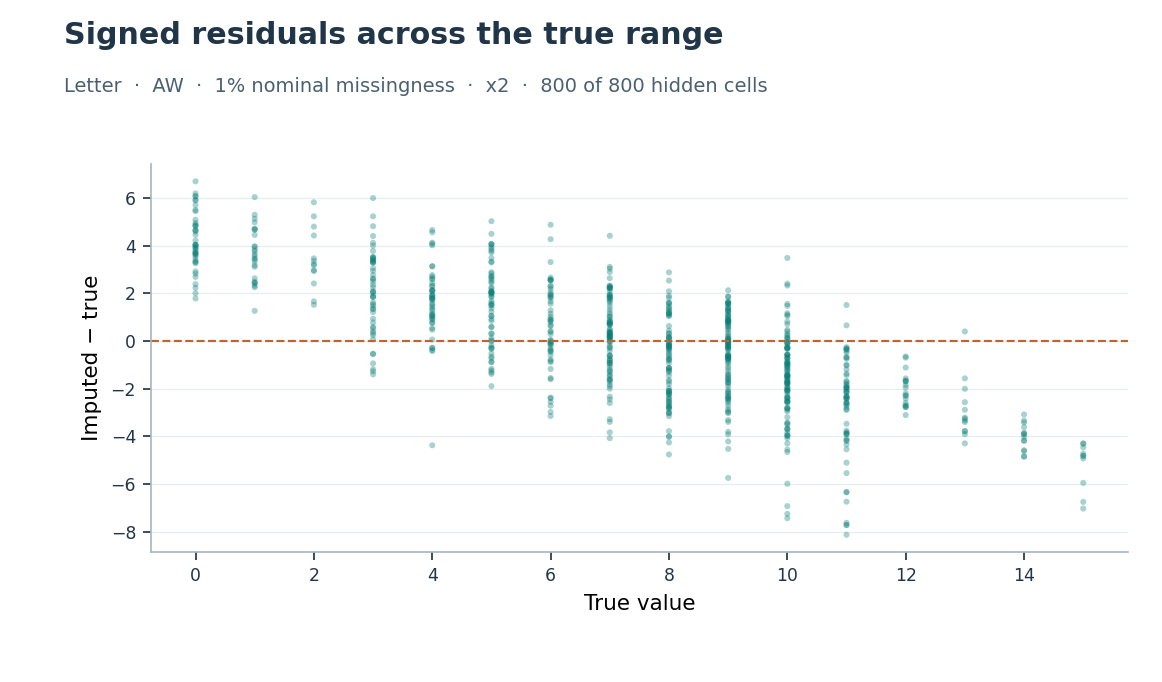 Signed residuals across the true range
Letter · AW · 1% nominal missingness · x2 · 800 of 800 hidden cells
Imputed − true
6
4
2
0
−2
−4
−6
−8
0 2 4 6 8 10 12 14
True value